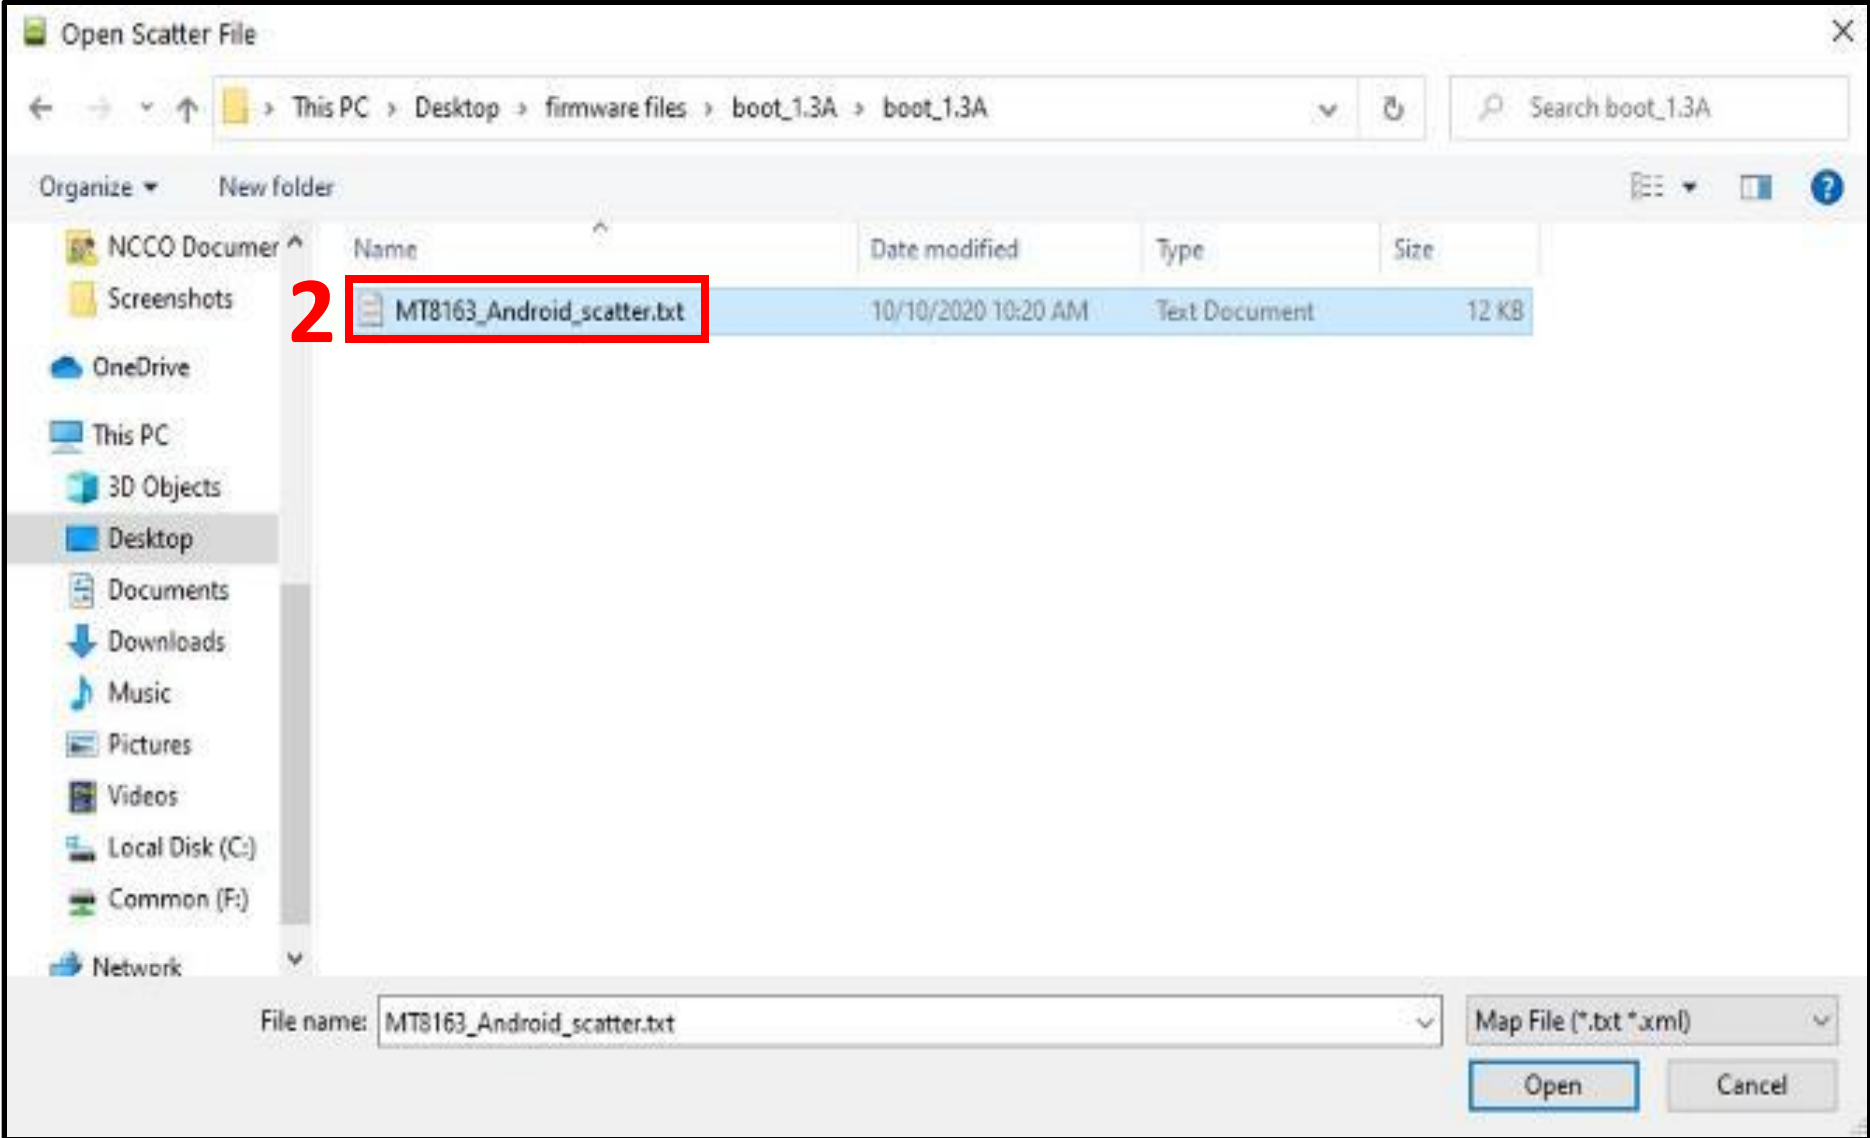 Open Scatter File
This PC > Desktop > firmware files > boot_1.3A > boot_1.3A
Search boot_1.3A
Organize
New folder
Name
Date modified
Type
Size
2
MT8163_Android_scatter.txt
10/10/2020 10:20 AM
Text Document
12 KB
NCCO Documer
Screenshots
OneDrive
This PC
3D Objects
Desktop
Documents
Downloads
Music
Pictures
Videos
Local Disk (C:)
Common (F:)
Network
File name:
MT8163_Android_scatter.txt
Map File (*.txt *.xml)
Open
Cancel